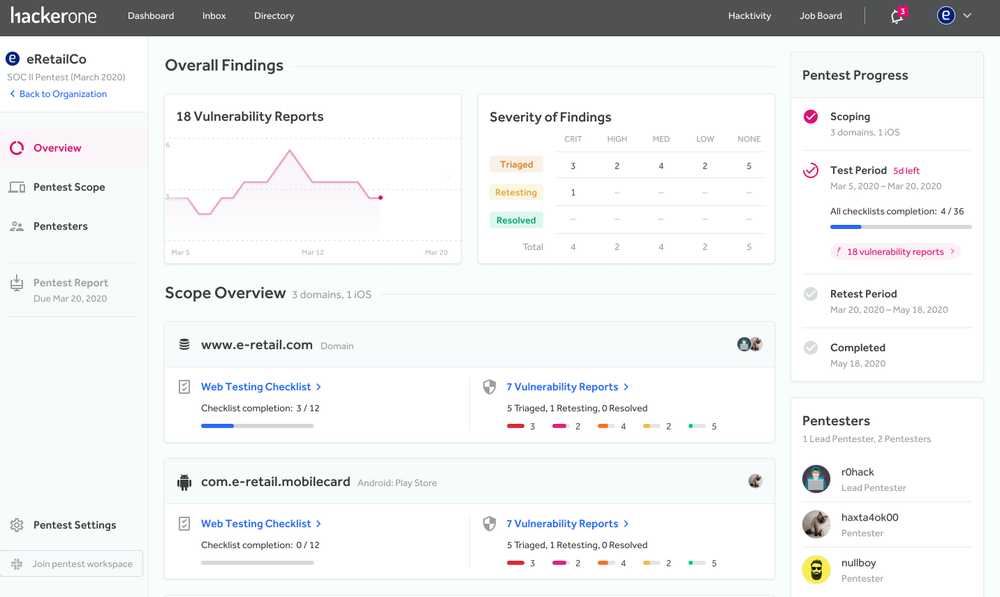 hackerone Dashboard Inbox Directory Hacktivity Job Board 3 e
e eRetailCo
SOC II Pentest (March 2020)
Back to Organization
Overview
Pentest Scope
Pentesters
Pentest Report
Due Mar 20, 2020
Pentest Settings
Join pentest workspace
Overall Findings
18 Vulnerability Reports
6
3
Mar 5 Mar 12 Mar 20
Severity of Findings
CRIT HIGH MED LOW NONE
Triaged 3 2 4 2 5
Retesting 1 – – – –
Resolved – – – – –
Total 4 2 4 2 5
Scope Overview 3 domains, 1 iOS
www.e-retail.com Domain
Web Testing Checklist
Checklist completion: 3 / 12
7 Vulnerability Reports
5 Triaged, 1 Retesting, 0 Resolved
3 2 4 2 5
com.e-retail.mobilecard Android: Play Store
Web Testing Checklist
Checklist completion: 0 / 12
7 Vulnerability Reports
5 Triaged, 1 Retesting, 0 Resolved
3 2 4 2 5
Pentest Progress
Scoping
3 domains, 1 iOS
Test Period 5d left
Mar 5, 2020 – Mar 20, 2020
All checklists completion: 4 / 36
18 vulnerability reports
Retest Period
Mar 20, 2020 – May 18, 2020
Completed
May 18, 2020
Pentesters
1 Lead Pentester, 2 Pentesters
r0hack
Lead Pentester
haxta4ok00
Pentester
nullboy
Pentester